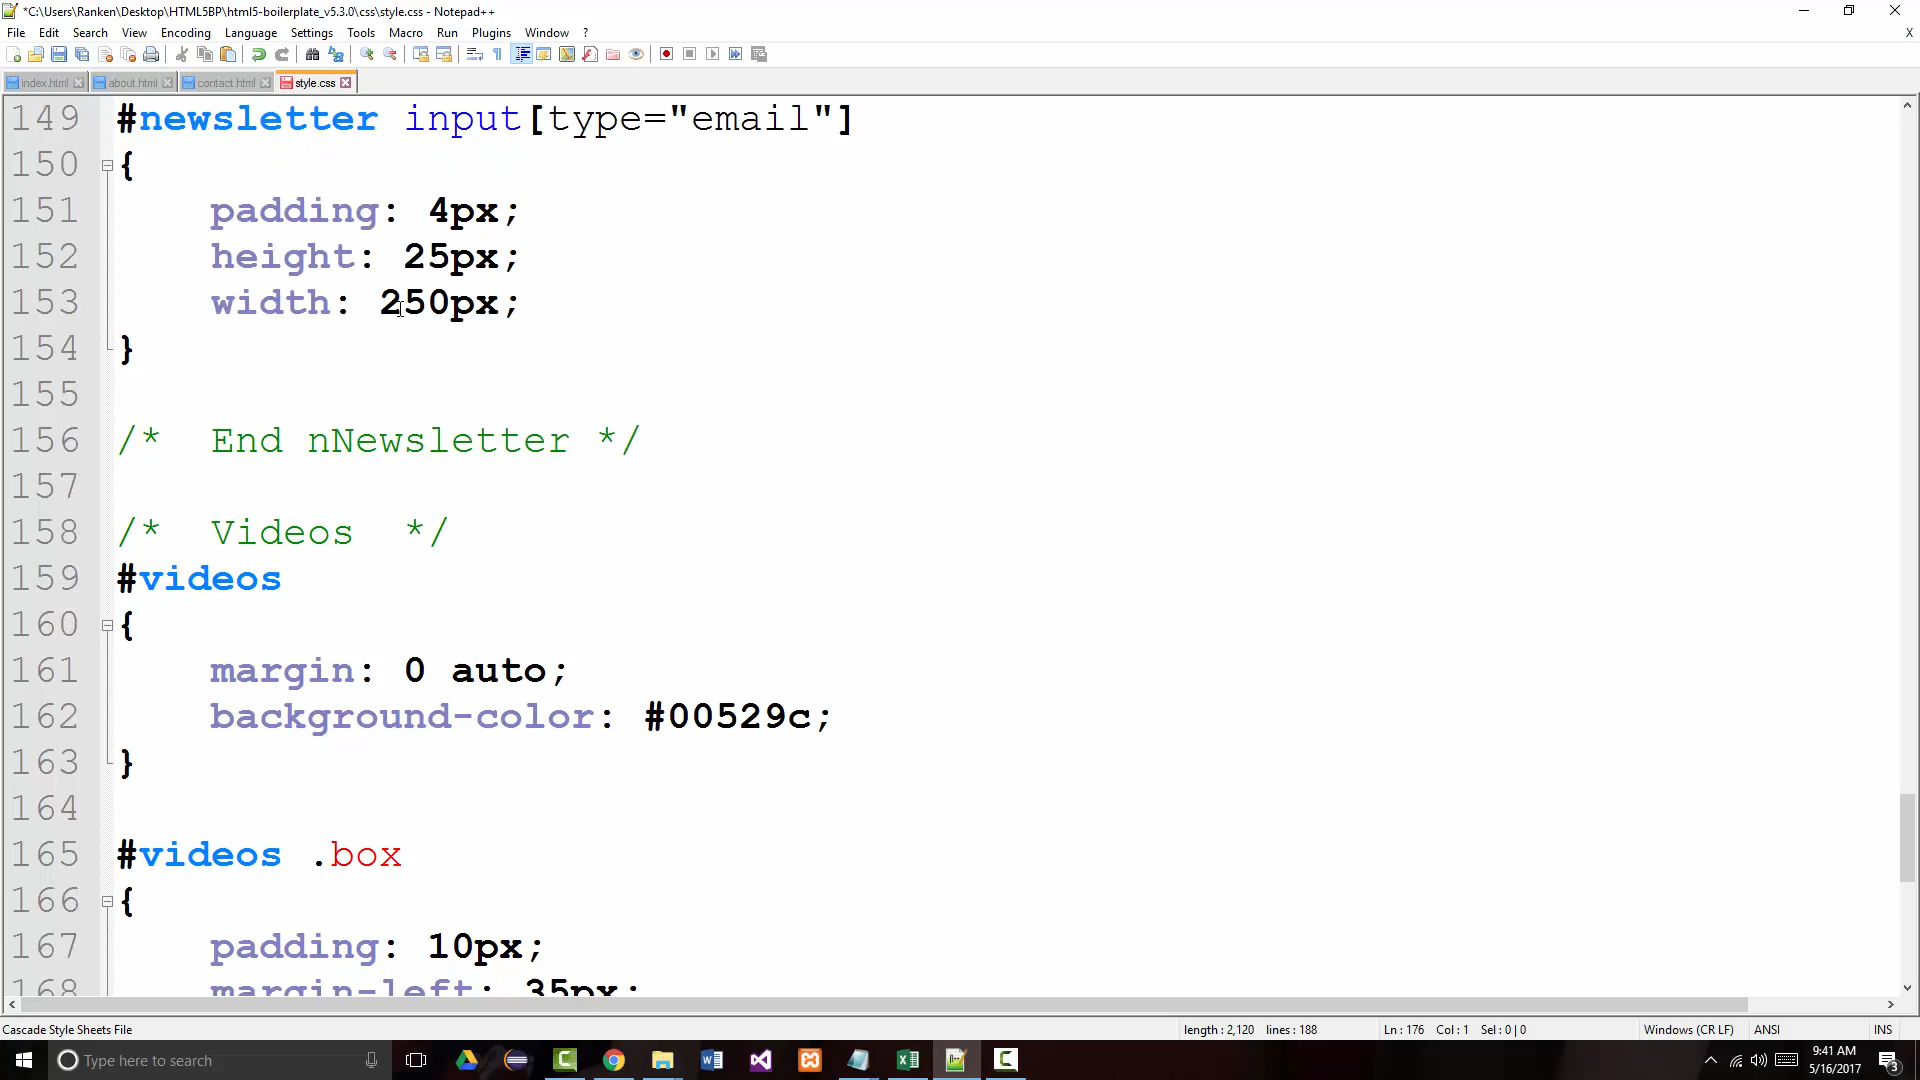 *C:\Users\Ranken\Desktop\HTML5BP\html5-boilerplate_v5.3.0\css\style.css - Notepad++
File Edit Search View Encoding Language Settings Tools Macro Run Plugins Window ? X
index.html about.html contact.html style.css
149 #newsletter input[type="email"]
150 {
151 padding: 4px;
152 height: 25px;
153 width: 250px;
154 }
155
156 /* End nNewsletter */
157
158 /* Videos */
159 #videos
160 {
161 margin: 0 auto;
162 background-color: #00529c;
163 }
164
165 #videos .box
166 {
167 padding: 10px;
168 margin-left: 35px;
Cascade Style Sheets File length : 2,120 lines : 188 Ln : 176 Col : 1 Sel : 0 | 0 Windows (CR LF) ANSI INS
Type here to search 9:41 AM
5/16/2017 3